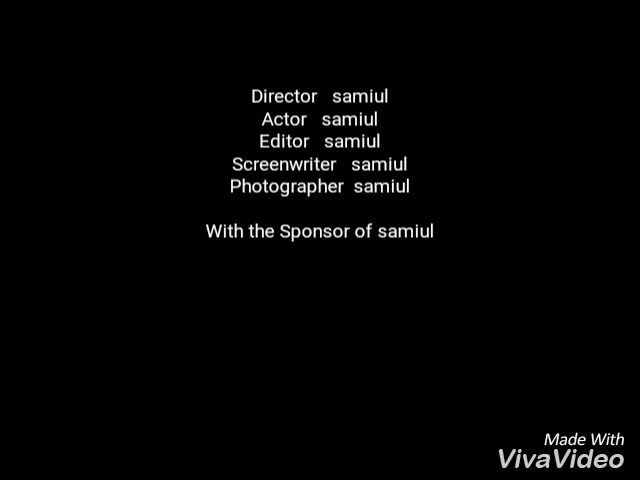 Director samiul
Actor samiul
Editor samiul
Screenwriter samiul
Photographer samiul
With the Sponsor of samiul
Made With
VivaVideo